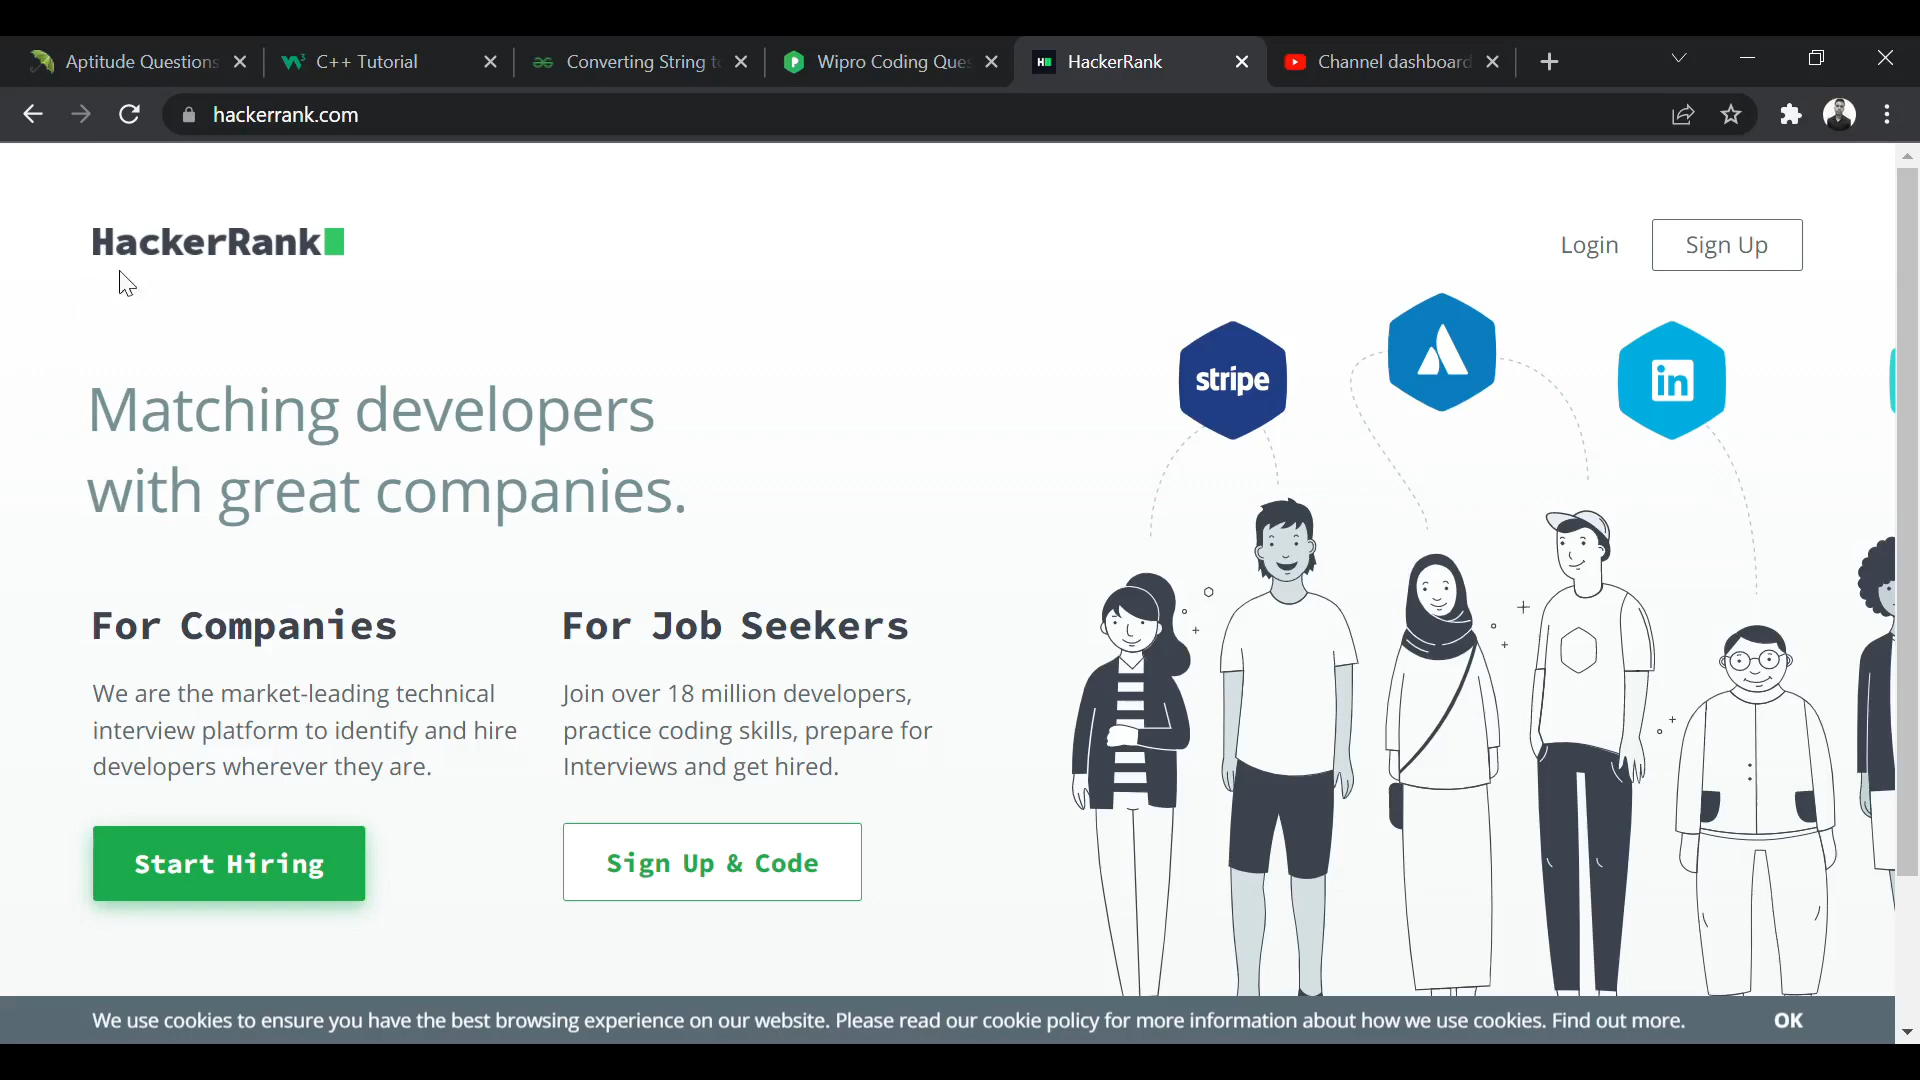 Aptitude Questions
C++ Tutorial
Converting String to
Wipro Coding Ques
HackerRank
Channel dashboard
hackerrank.com
HackerRank
Login
Sign Up
stripe
in
Matching developers
with great companies.
For Companies
We are the market-leading technical
interview platform to identify and hire
developers wherever they are.
Start Hiring
For Job Seekers
Join over 18 million developers,
practice coding skills, prepare for
Interviews and get hired.
Sign Up & Code
We use cookies to ensure you have the best browsing experience on our website. Please read our cookie policy for more information about how we use cookies. Find out more.
OK